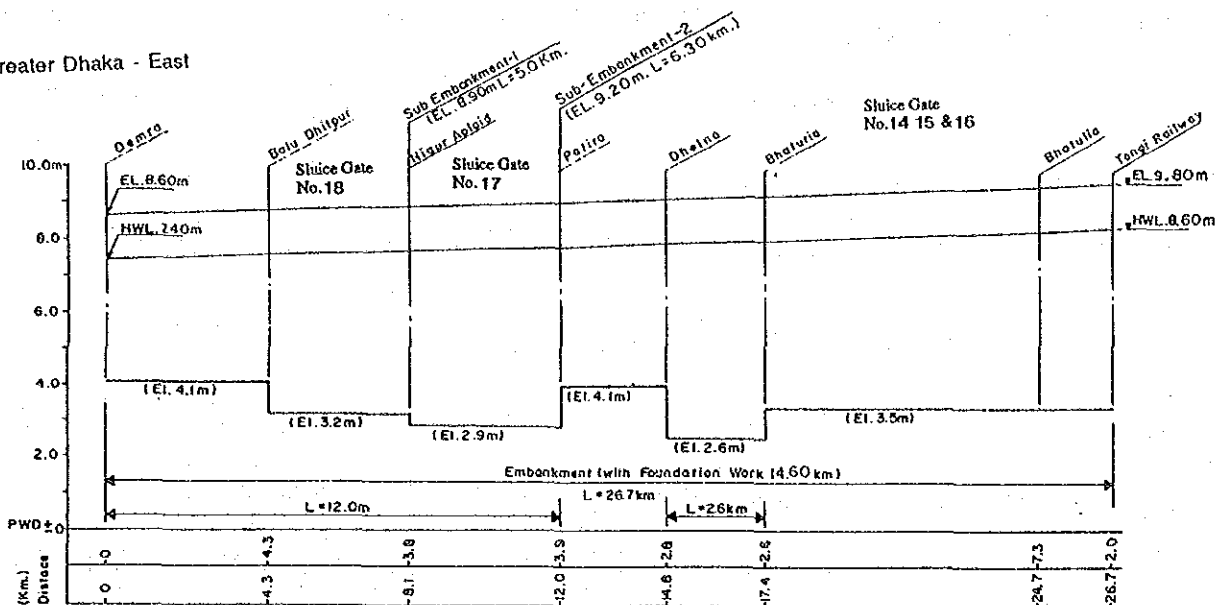 reater Dhaka - East
Demra
Balu Dhitpur
Sub Embankment-1
(EL. 8.90m L=5.0 Km.
Sub-Embankment-2
(EL. 9.20m. L=6.30km.)
Patira
Dhelna
Bhaturia
Bhatulia
Tongi Railway
Sluice Gate
No.18
Sluice Gate
No.17
Sluice Gate
No.14 15 &16
10.0m
EL.8.60m
EL.9.80m
8.0
HWL.7.40m
HWL.8.60m
6.0
4.0
(El. 4.1m)
(El.4.1m)
(El.3.2m)
(El.2.9m)
(El.2.6m)
(El.3.5m)
2.0
Embankment (with Foundation Work 14.60 km)
L=26.7km
L=12.0m
L=26km
PWD±0
0
4.3
3.8
3.9
2.8
2.6
7.3
2.0
(Km.)
Distace
0
4.3
8.1
12.0
14.8
17.4
24.7
26.7